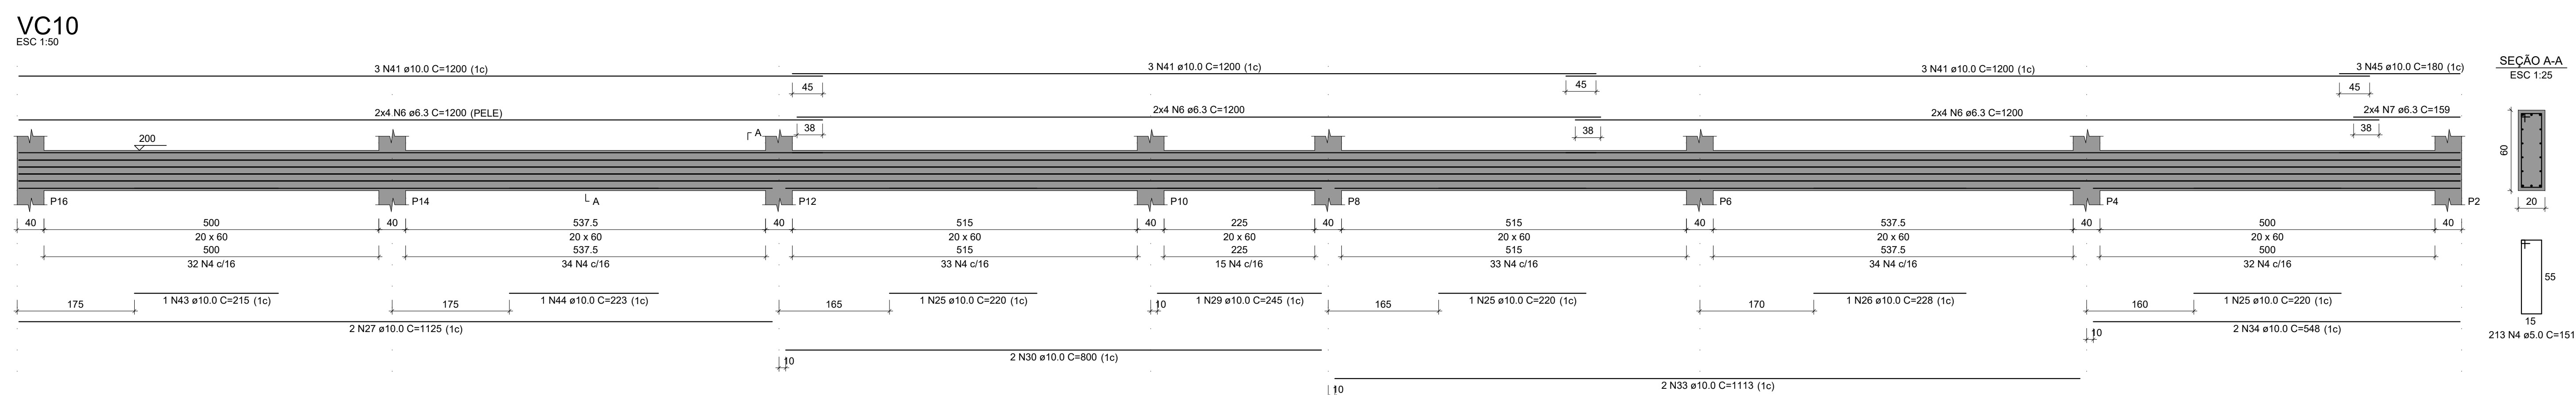 VC10
ESC 1:50
3 N41 ø10.0 C=1200 (1c)
3 N41 ø10.0 C=1200 (1c)
3 N41 ø10.0 C=1200 (1c)
3 N45 ø10.0 C=180 (1c)
45
45
45
2x4 N6 ø6.3 C=1200 (PELE)
2x4 N6 ø6.3 C=1200
2x4 N6 ø6.3 C=1200
2x4 N7 ø6.3 C=159
38
38
38
200
A
A
P16
P14
P12
P10
P8
P6
P4
P2
40
500
40
537.5
40
515
40
225
40
515
40
537.5
40
500
40
20 x 60
20 x 60
20 x 60
20 x 60
20 x 60
20 x 60
20 x 60
500
537.5
515
225
515
537.5
500
32 N4 c/16
34 N4 c/16
33 N4 c/16
15 N4 c/16
33 N4 c/16
34 N4 c/16
32 N4 c/16
175
1 N43 ø10.0 C=215 (1c)
175
1 N44 ø10.0 C=223 (1c)
165
1 N25 ø10.0 C=220 (1c)
10
1 N29 ø10.0 C=245 (1c)
165
1 N25 ø10.0 C=220 (1c)
170
1 N26 ø10.0 C=228 (1c)
160
1 N25 ø10.0 C=220 (1c)
2 N27 ø10.0 C=1125 (1c)
10
2 N34 ø10.0 C=548 (1c)
10
2 N30 ø10.0 C=800 (1c)
10
2 N33 ø10.0 C=1113 (1c)
SEÇÃO A-A
ESC 1:25
60
20
55
15
213 N4 ø5.0 C=151